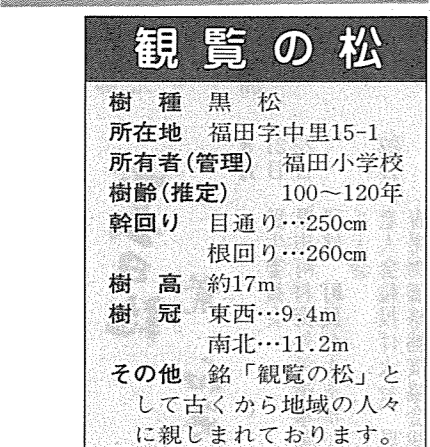 観覧の松
樹種 黒松
所在地 福田字中里15-1
所有者(管理) 福田小学校
樹齢(推定) 100〜120年
幹回り 目通り…250cm
根回り…260cm
樹高 約17m
樹冠 東西…9.4m
南北…11.2m
その他 銘「観覧の松」と
して古くから地域の人々
に親しまれております。